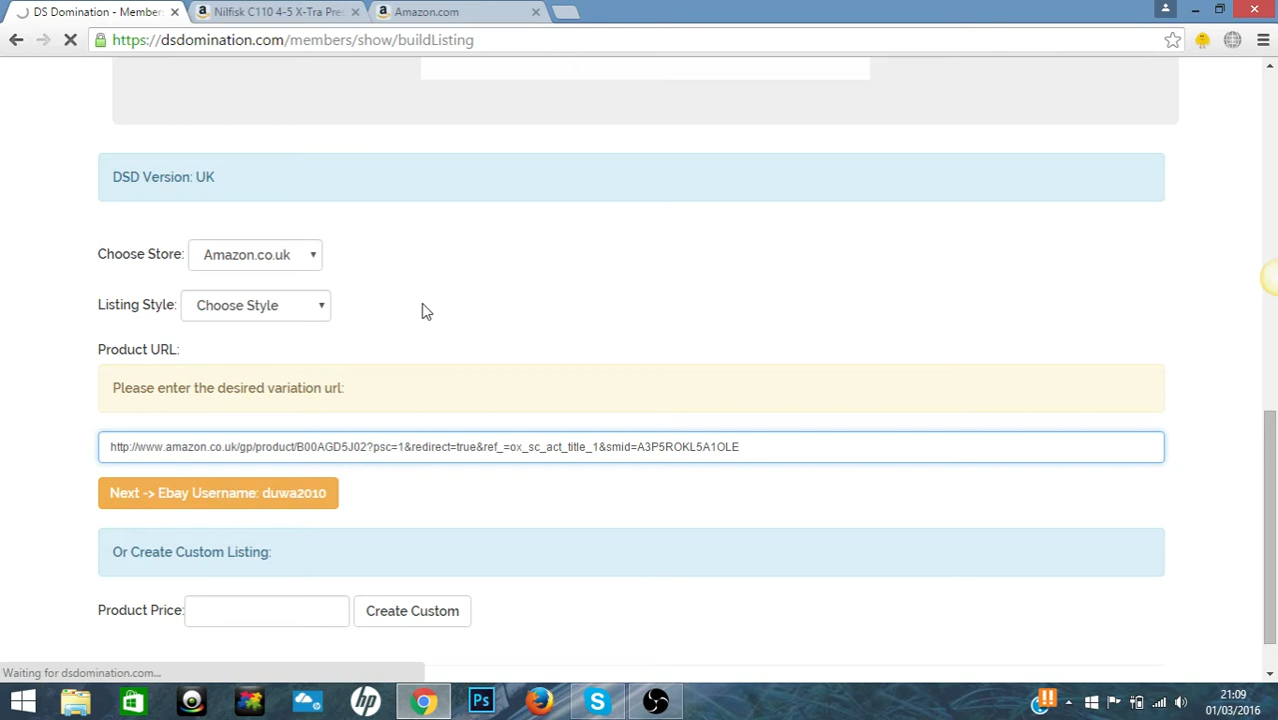 DS Domination - Member
Nilfisk C110 4-5 X-Tra Pres
Amazon.com
https://dsdomination.com/members/show/buildListing
DSD Version: UK
Choose Store: Amazon.co.uk
Listing Style: Choose Style
Product URL:
Please enter the desired variation url:
http://www.amazon.co.uk/gp/product/B00AGD5J02?psc=1&redirect=true&ref_=ox_sc_act_title_1&smid=A3P5ROKL5A1OLE
Next -> Ebay Username: duwa2010
Or Create Custom Listing:
Product Price: Create Custom
Waiting for dsdomination.com...
hp
Ps
21:09
01/03/2016